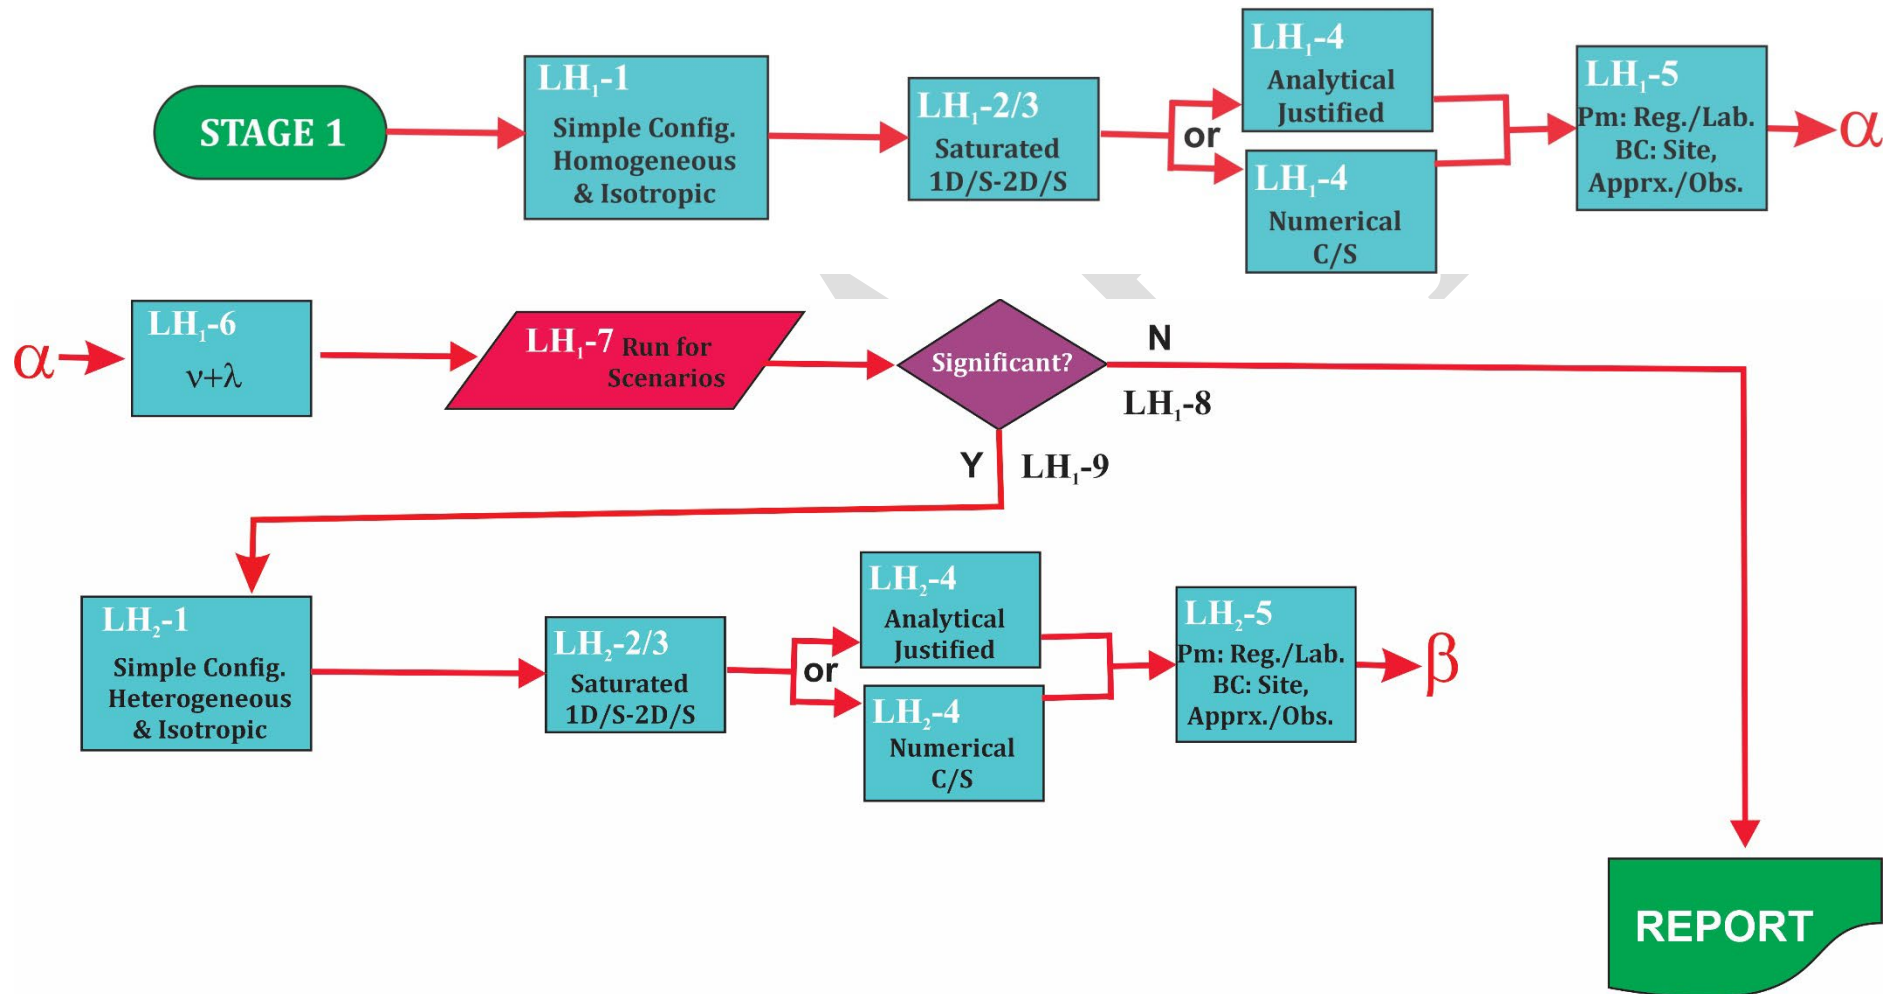 STAGE 1
LH₁-1
Simple Config.
Homogeneous
& Isotropic
LH₁-2/3
Saturated
1D/S-2D/S
or
LH₁-4
Analytical
Justified
LH₁-4
Numerical
C/S
LH₁-5
Pm: Reg./Lab.
BC: Site,
Apprx./Obs.
α
α
LH₁-6
ν+λ
LH₁-7 Run for
Scenarios
Significant?
N
LH₁-8
Y
LH₁-9
LH₂-1
Simple Config.
Heterogeneous
& Isotropic
LH₂-2/3
Saturated
1D/S-2D/S
or
LH₂-4
Analytical
Justified
LH₂-4
Numerical
C/S
LH₂-5
Pm: Reg./Lab.
BC: Site,
Apprx./Obs.
β
REPORT